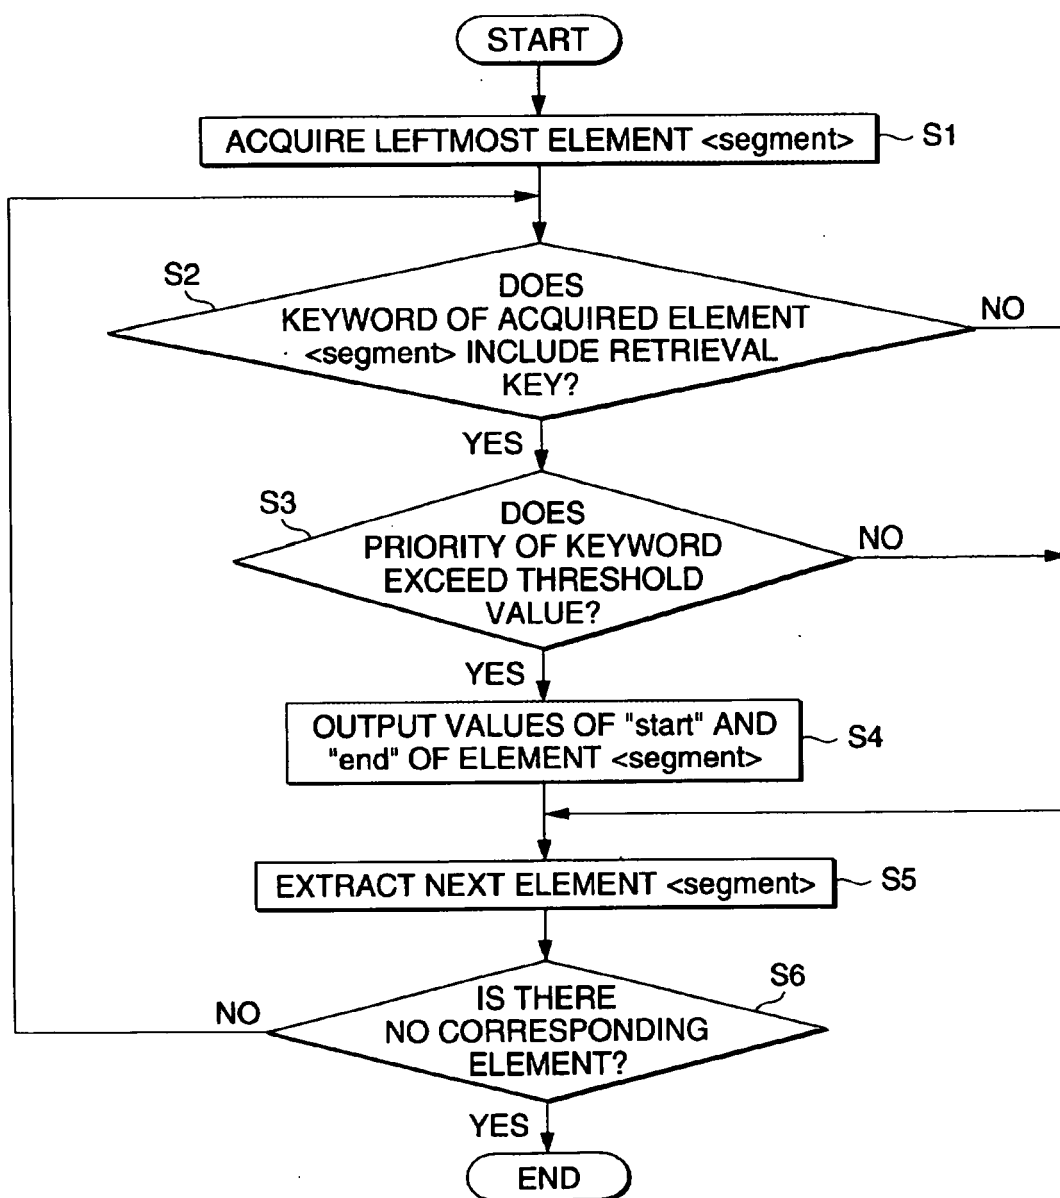 START
ACQUIRE LEFTMOST ELEMENT <segment>
S1
S2
DOES
KEYWORD OF ACQUIRED ELEMENT
<segment> INCLUDE RETRIEVAL
KEY?
NO
YES
S3
DOES
PRIORITY OF KEYWORD
EXCEED THRESHOLD
VALUE?
NO
YES
OUTPUT VALUES OF "start" AND
"end" OF ELEMENT <segment>
S4
EXTRACT NEXT ELEMENT <segment>
S5
S6
IS THERE
NO CORRESPONDING
ELEMENT?
NO
YES
END